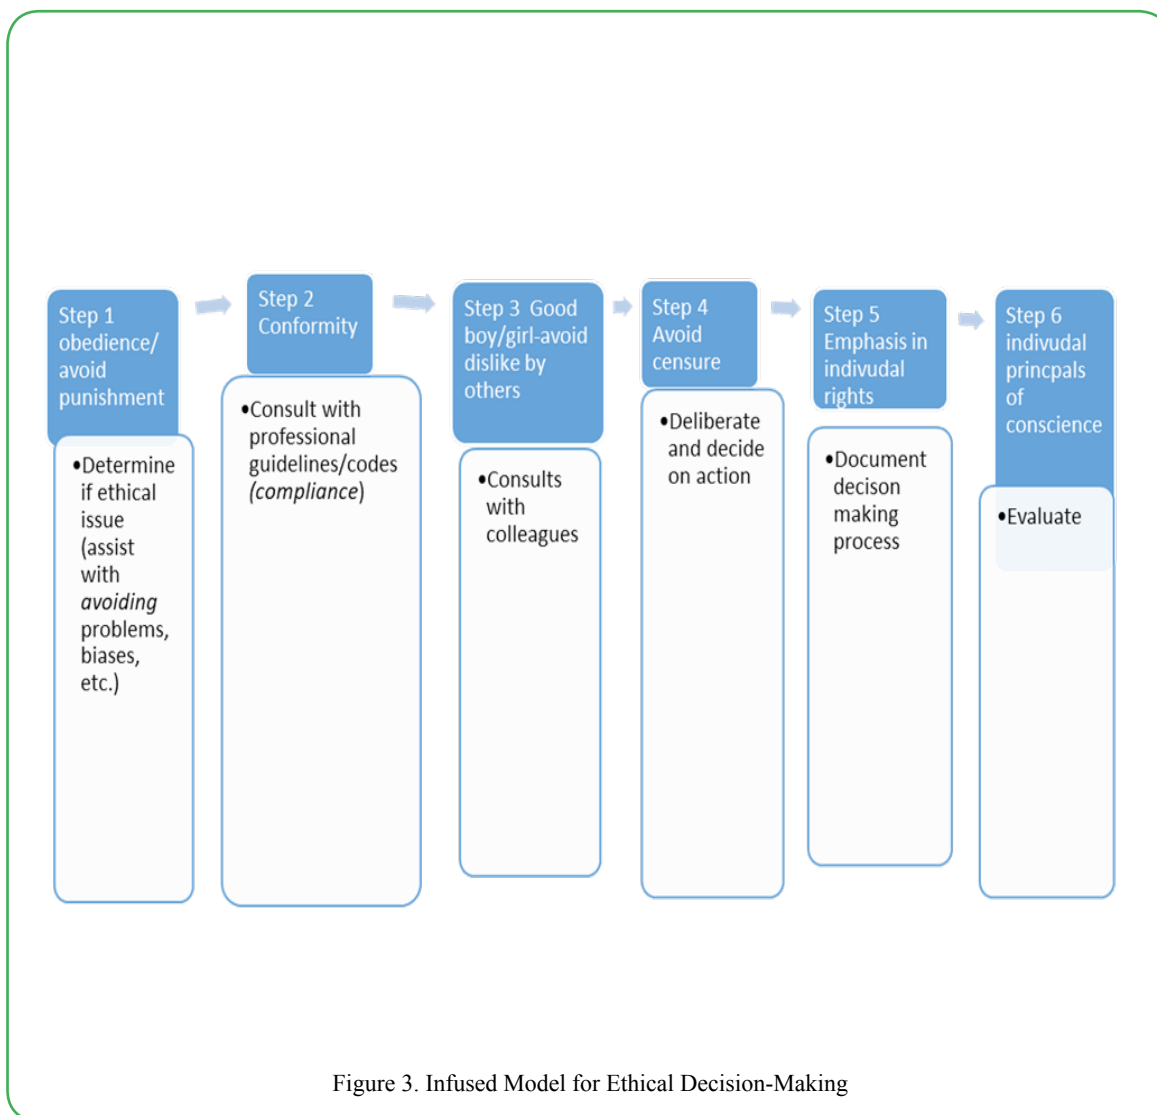 Step 1
obedience/
avoid
punishment
•Determine
if ethical
issue
(assist
with
avoiding
problems,
biases,
etc.)
Step 2
Conformity
•Consult with
professional
guidelines/codes
(compliance)
Step 3 Good
boy/girl-avoid
dislike by
others
•Consults
with
colleagues
Step 4
Avoid
censure
•Deliberate
and decide
on action
Step 5
Emphasis in
indivudal
rights
•Document
decison
making
process
Step 6
indivudal
princpals
of
conscience
•Evaluate
Figure 3. Infused Model for Ethical Decision-Making